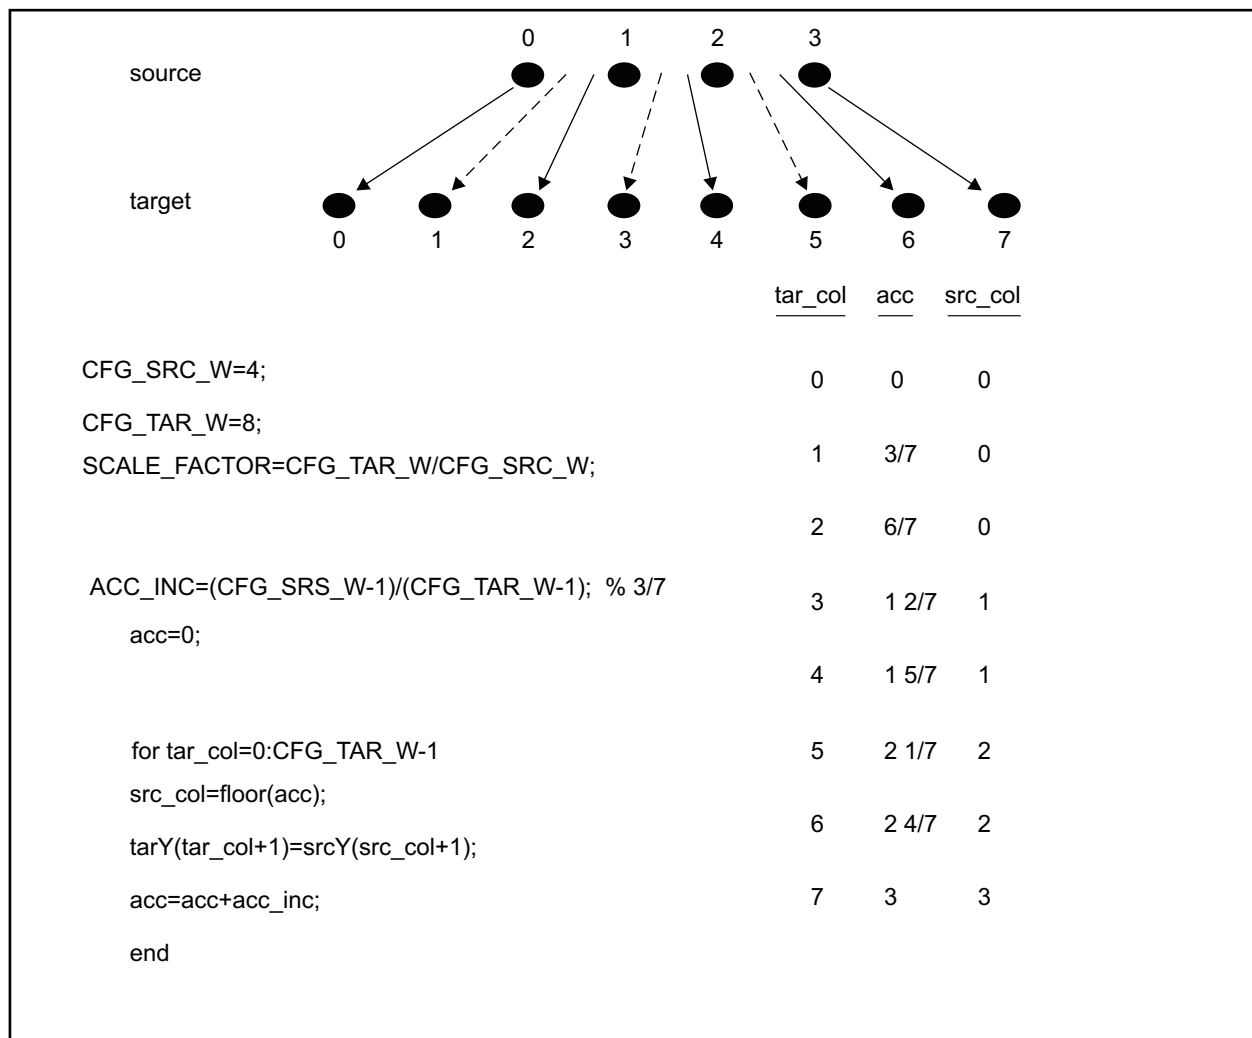 0 1 2 3
source
target
0 1 2 3 4 5 6 7
tar_col acc src_col
CFG_SRC_W=4;
0 0 0
CFG_TAR_W=8;
SCALE_FACTOR=CFG_TAR_W/CFG_SRC_W;
1 3/7 0
2 6/7 0
ACC_INC=(CFG_SRS_W-1)/(CFG_TAR_W-1); % 3/7
3 1 2/7 1
acc=0;
4 1 5/7 1
for tar_col=0:CFG_TAR_W-1
5 2 1/7 2
src_col=floor(acc);
6 2 4/7 2
tarY(tar_col+1)=srcY(src_col+1);
acc=acc+acc_inc;
7 3 3
end